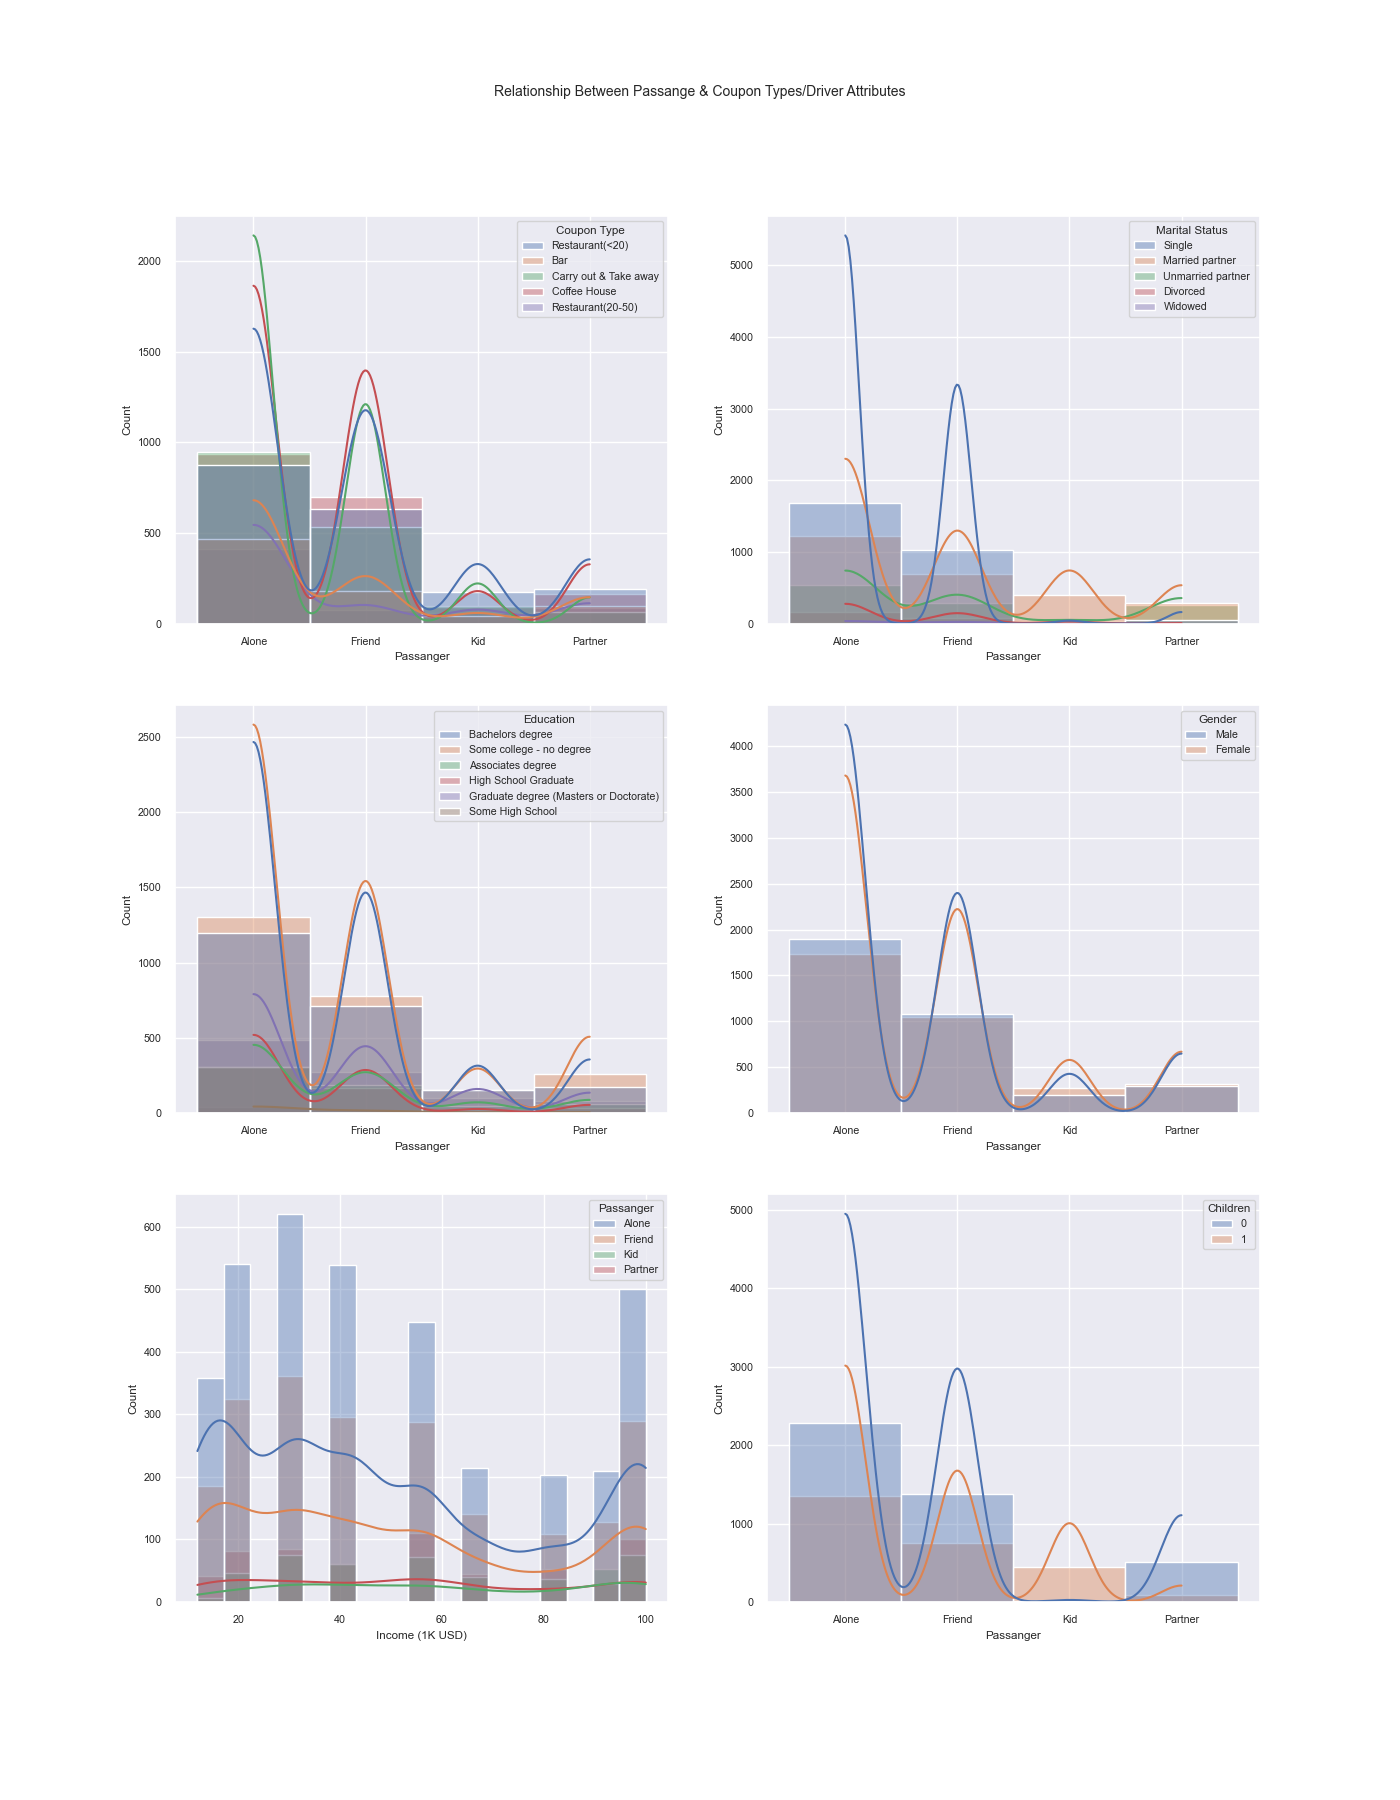 Relationship Between Passange & Coupon Types/Driver Attributes
Coupon Type
Restaurant(<20)
Bar
Carry out & Take away
Coffee House
Restaurant(20-50)
2000
1500
1000
500
0
Count
Alone Friend Kid Partner
Passanger
Marital Status
Single
Married partner
Unmarried partner
Divorced
Widowed
5000
4000
3000
2000
1000
0
Count
Alone Friend Kid Partner
Passanger
Education
Bachelors degree
Some college - no degree
Associates degree
High School Graduate
Graduate degree (Masters or Doctorate)
Some High School
2500
2000
1500
1000
500
0
Count
Alone Friend Kid Partner
Passanger
Gender
Male
Female
4000
3500
3000
2500
2000
1500
1000
500
0
Count
Alone Friend Kid Partner
Passanger
Passanger
Alone
Friend
Kid
Partner
600
500
400
300
200
100
0
Count
20 40 60 80 100
Income (1K USD)
Children
0
1
5000
4000
3000
2000
1000
0
Count
Alone Friend Kid Partner
Passanger